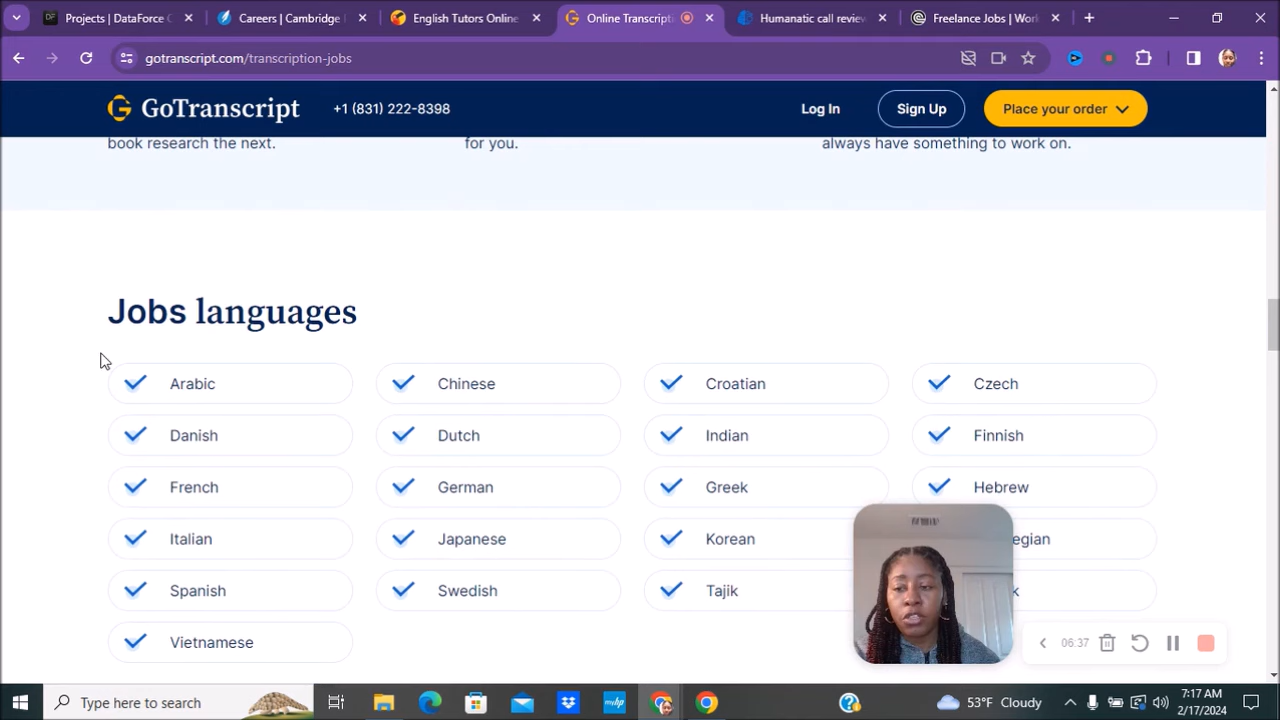 Projects | DataForce C
Careers | Cambridge
English Tutors Online
Online Transcripti
Humanatic call review
Freelance Jobs | Work
gotranscript.com/transcription-jobs
GoTranscript
+1 (831) 222-8398
Log In
Sign Up
Place your order
book research the next.
for you.
always have something to work on.
Jobs languages
Arabic
Chinese
Croatian
Czech
Danish
Dutch
Indian
Finnish
French
German
Greek
Hebrew
Italian
Japanese
Korean
egian
Spanish
Swedish
Tajik
k
Vietnamese
06:37
Type here to search
53°F Cloudy
7:17 AM
2/17/2024